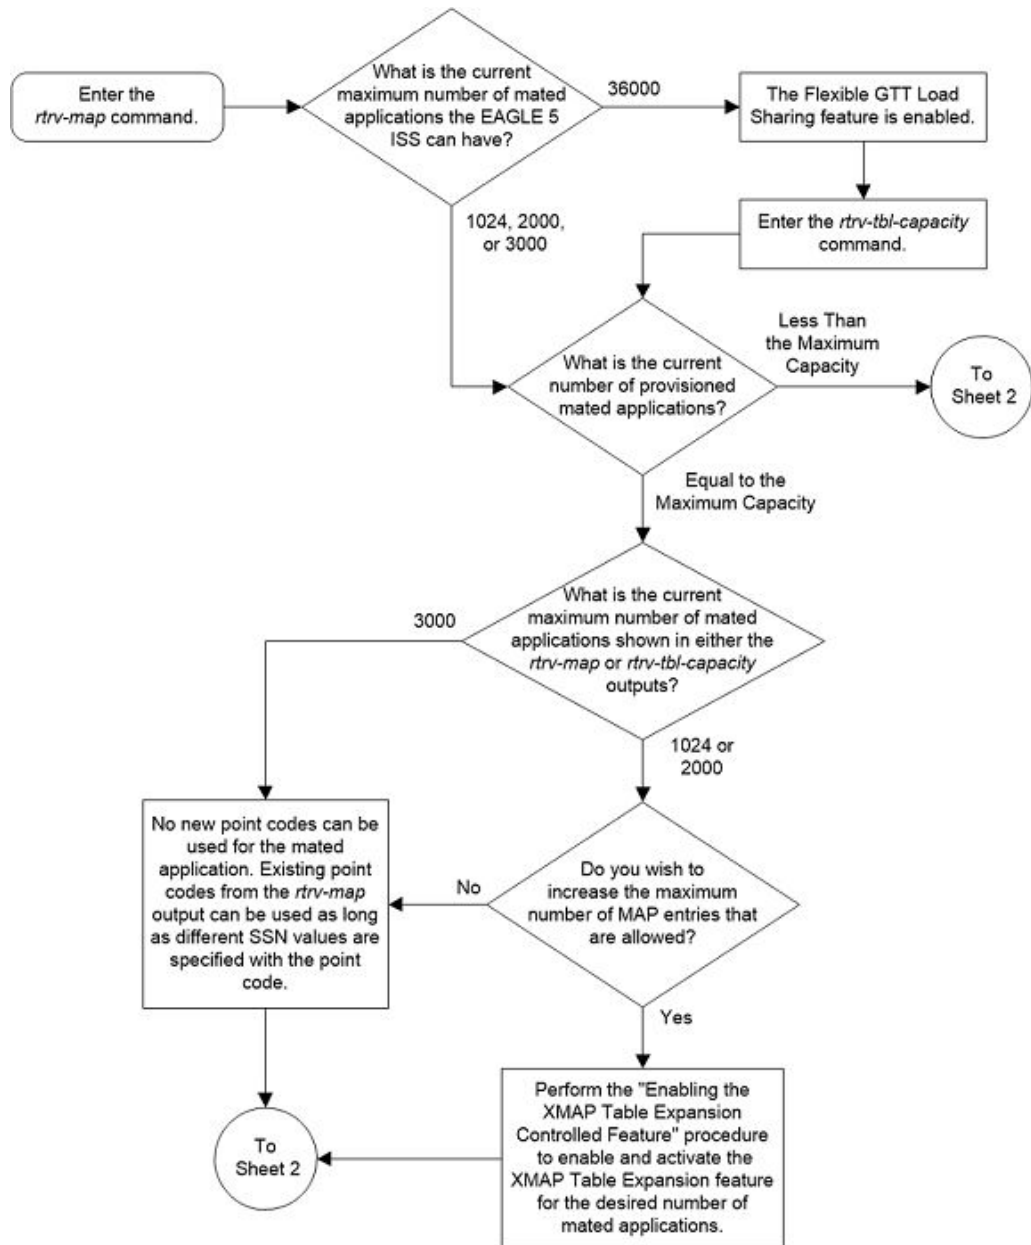 Enter the
rtrv-map command.
What is the current
maximum number of mated
applications the EAGLE 5
ISS can have?
36000
The Flexible GTT Load
Sharing feature is enabled.
1024, 2000,
or 3000
Enter the rtrv-tbl-capacity
command.
What is the current
number of provisioned
mated applications?
Less Than
the Maximum
Capacity
To
Sheet 2
Equal to the
Maximum Capacity
What is the current
maximum number of mated
applications shown in either the
rtrv-map or rtrv-tbl-capacity
outputs?
3000
1024 or
2000
No new point codes can be
used for the mated
application. Existing point
codes from the rtrv-map
output can be used as long
as different SSN values are
specified with the point
code.
No
Do you wish to
increase the maximum
number of MAP entries that
are allowed?
Yes
Perform the "Enabling the
XMAP Table Expansion
Controlled Feature" procedure
to enable and activate the
XMAP Table Expansion feature
for the desired number of
mated applications.
To
Sheet 2